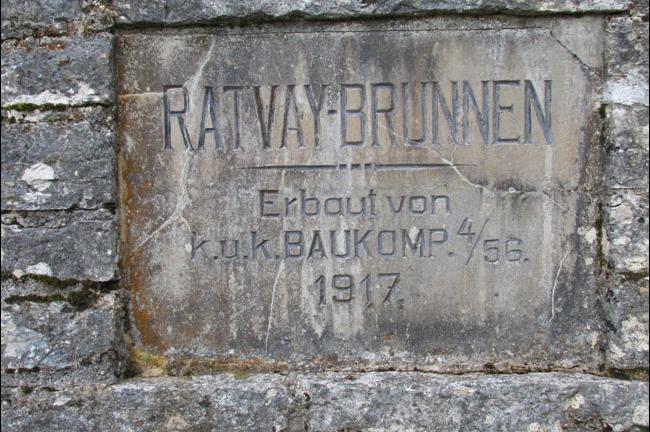 RATVAY-BRUNNEN
Erbaut von
k.u.k. BAUKOMP. 4/56.
1917.